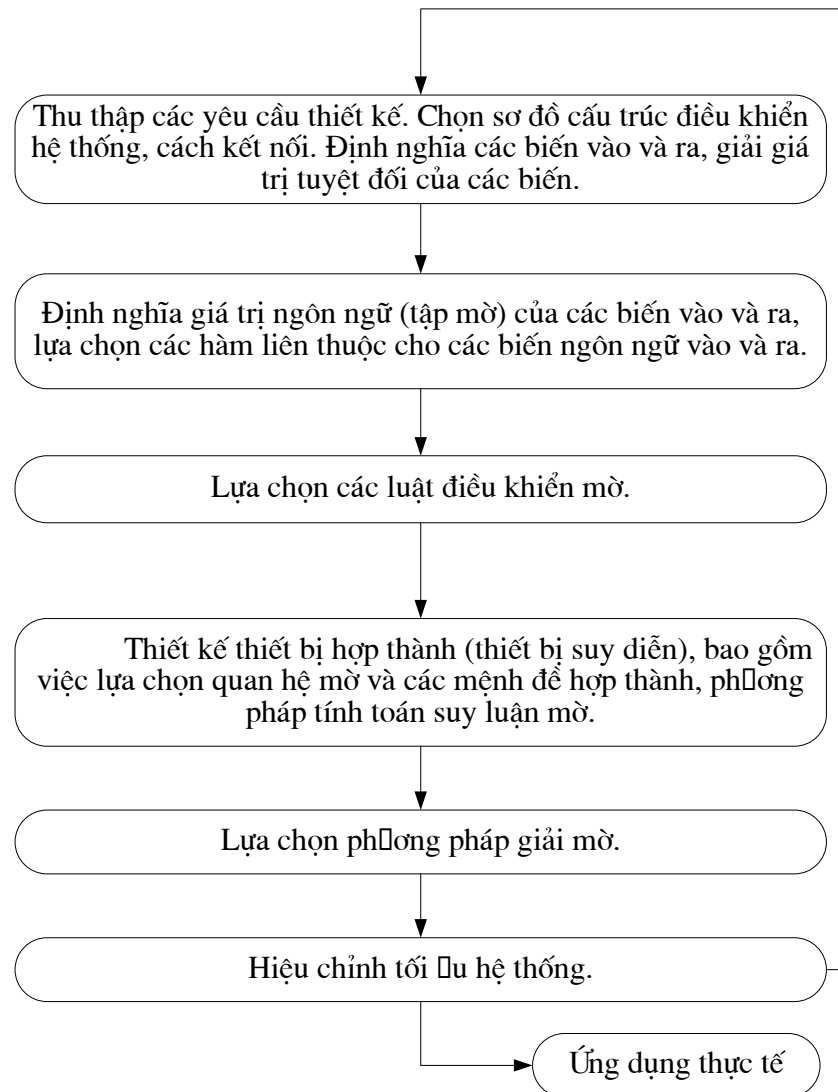 Thu thập các yêu cầu thiết kế. Chọn sơ đồ cấu trúc điều khiển
hệ thống, cách kết nối. Định nghĩa các biến vào và ra, giải giá
trị tuyệt đối của các biến.
Định nghĩa giá trị ngôn ngữ (tập mờ) của các biến vào và ra,
lựa chọn các hàm liên thuộc cho các biến ngôn ngữ vào và ra.
Lựa chọn các luật điều khiển mờ.
Thiết kế thiết bị hợp thành (thiết bị suy diễn), bao gồm
việc lựa chọn quan hệ mờ và các mệnh đề hợp thành, ph□ơng
pháp tính toán suy luận mờ.
Lựa chọn ph□ơng pháp giải mờ.
Hiệu chỉnh tối □u hệ thống.
Ứng dụng thực tế